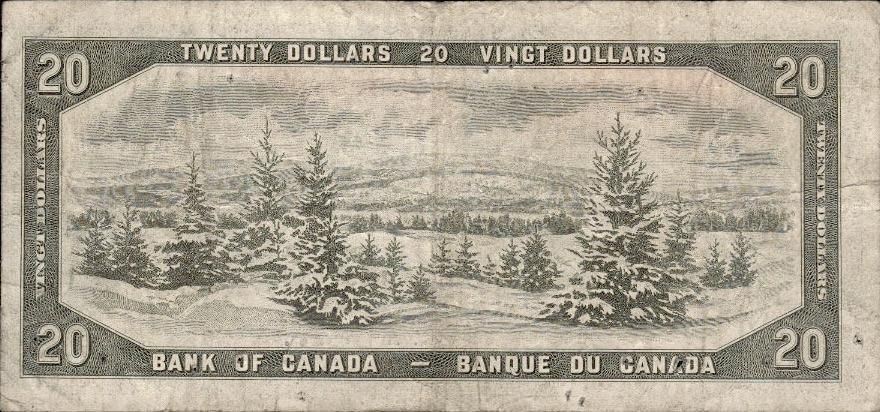 TWENTY DOLLARS 20 VINGT DOLLARS
20
20
VINGT DOLLARS
TWENTY DOLLARS
20
20
BANK OF CANADA — BANQUE DU CANADA